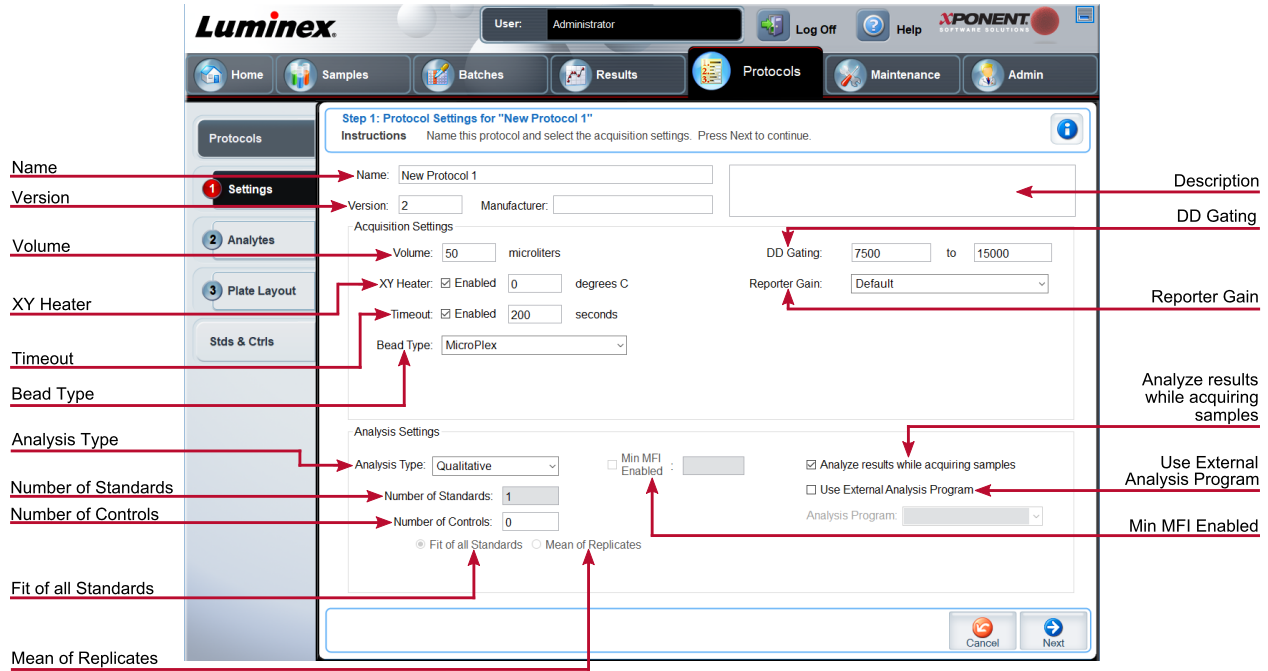 Luminex.
User: Administrator
Log Off
Help
XPONENT.
SOFTWARE SOLUTIONS
Home
Samples
Batches
Results
Protocols
Maintenance
Admin
Protocols
1 Settings
2 Analytes
3 Plate Layout
Stds & Ctrls
Step 1: Protocol Settings for "New Protocol 1"
Instructions Name this protocol and select the acquisition settings. Press Next to continue.
Name: New Protocol 1
Version: 2 Manufacturer:
Acquisition Settings
Volume: 50 microliters
DD Gating: 7500 to 15000
XY Heater: Enabled 0 degrees C
Reporter Gain: Default
Timeout: Enabled 200 seconds
Bead Type: MicroPlex
Analysis Settings
Analysis Type: Qualitative
Min MFI
Enabled :
Analyze results while acquiring samples
Number of Standards: 1
Use External Analysis Program
Number of Controls: 0
Analysis Program:
Fit of all Standards Mean of Replicates
Cancel
Next
Name
Version
Volume
XY Heater
Timeout
Bead Type
Analysis Type
Number of Standards
Number of Controls
Fit of all Standards
Mean of Replicates
Description
DD Gating
Reporter Gain
Analyze results
while acquiring
samples
Use External
Analysis Program
Min MFI Enabled